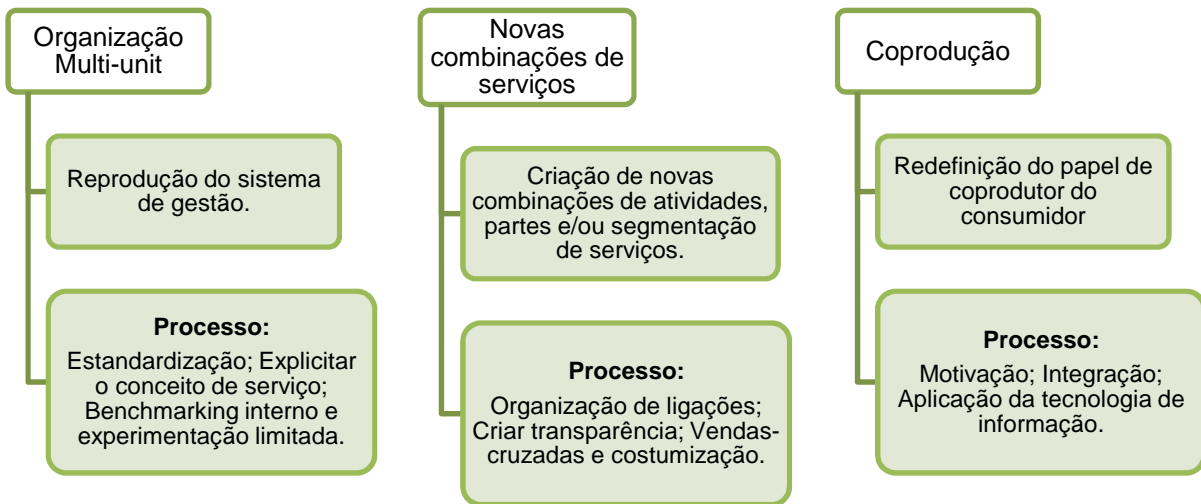 Organização
Multi-unit
Reprodução do sistema
de gestão.
Processo:
Estandardização; Explicitar
o conceito de serviço;
Benchmarking interno e
experimentação limitada.
Novas
combinações de
serviços
Criação de novas
combinações de atividades,
partes e/ou segmentação
de serviços.
Processo:
Organização de ligações;
Criar transparência; Vendas-
cruzadas e costumização.
Coprodução
Redefinição do papel de
coprodutor do
consumidor
Processo:
Motivação; Integração;
Aplicação da tecnologia de
informação.